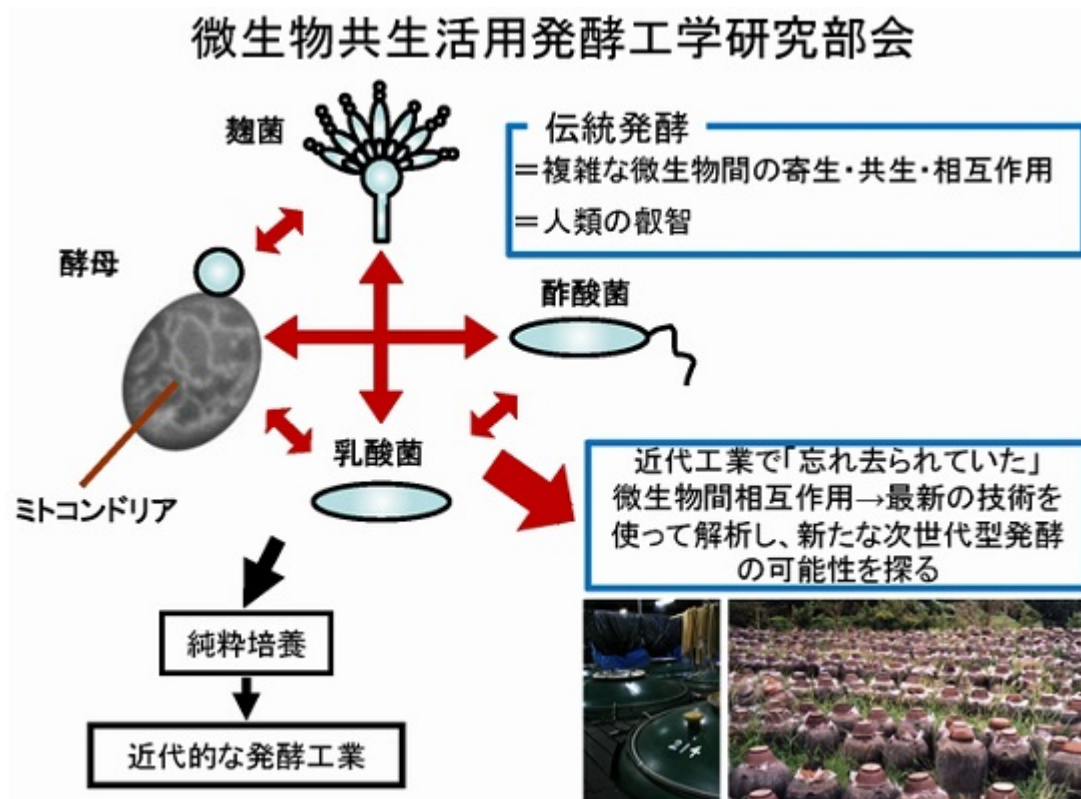 微生物共生活用発酵工学研究部会
麹菌
伝統発酵
＝複雑な微生物間の寄生・共生・相互作用
＝人類の叡智
酵母
酢酸菌
乳酸菌
ミトコンドリア
近代工業で「忘れ去られていた」
微生物間相互作用→最新の技術を
使って解析し、新たな次世代型発酵
の可能性を探る
純粋培養
近代的な発酵工業
214